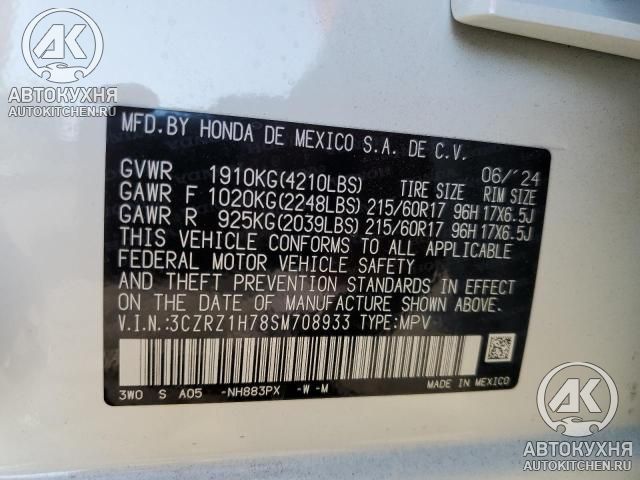 AK
АВТОКУХНЯ
AUTOKITCHEN.RU
MFD.BY HONDA DE MEXICO S.A. DE C.V.
06/'24
GVWR 1910KG(4210LBS) TIRE SIZE RIM SIZE
GAWR F 1020KG(2248LBS) 215/60R17 96H 17X6.5J
GAWR R 925KG(2039LBS) 215/60R17 96H 17X6.5J
THIS VEHICLE CONFORMS TO ALL APPLICABLE
FEDERAL MOTOR VEHICLE SAFETY
AND THEFT PREVENTION STANDARDS IN EFFECT
ON THE DATE OF MANUFACTURE SHOWN ABOVE.
V.I.N.:3CZRZ1H78SM708933 TYPE:MPV
3W0 S A05 -NH883PX -W -M
MADE IN MEXICO
AK
АВТОКУХНЯ
AUTOKITCHEN.RU